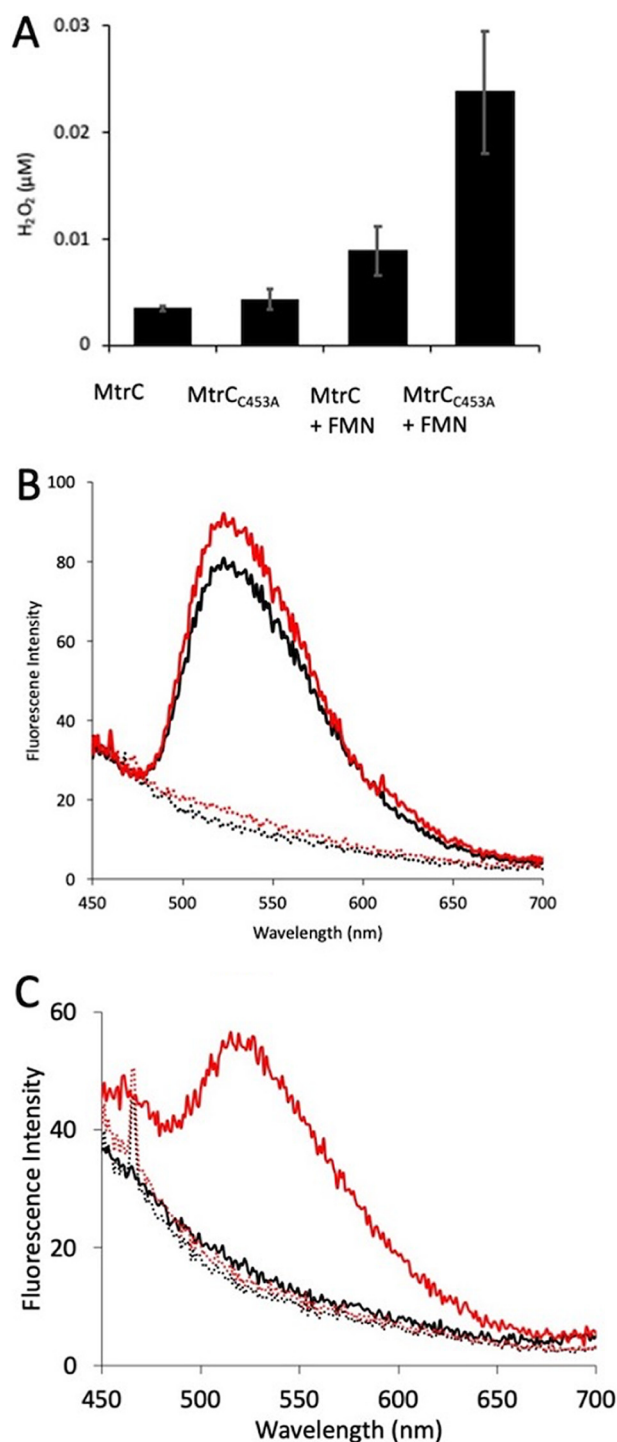 A
0.03
0.02
0.01
0
H₂O₂ (µM)
MtrC
MtrC_C453A
MtrC
+ FMN
MtrC_C453A
+ FMN
B
100
80
60
40
20
0
Fluorescene Intensity
450 500 550 600 650 700
Wavelength (nm)
C
60
40
20
0
Fluorescence Intensity
450 500 550 600 650 700
Wavelength (nm)